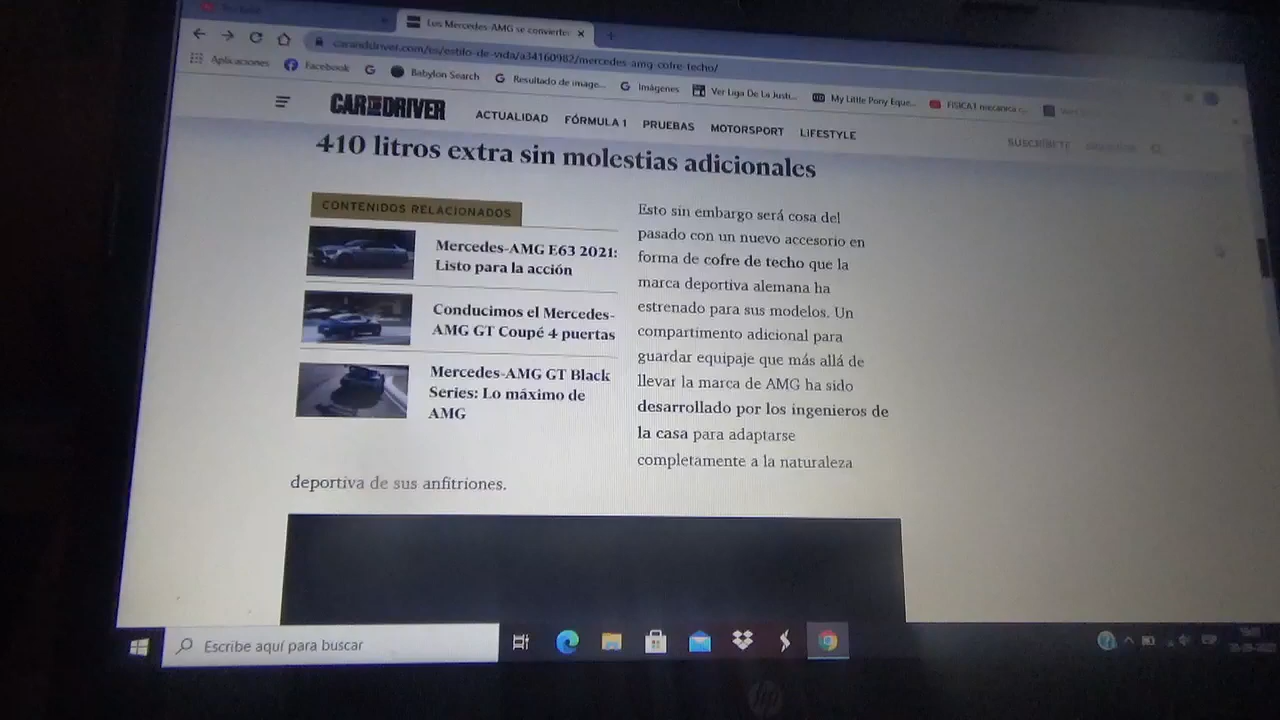 Los Mercedes-AMG se convierte
caranddriver.com/es/estilo-de-vida/a34160982/mercedes-amg-cofre-techo/
Aplicaciones
Facebook
Babylon Search
Resultado de image...
Imágenes
Ver Liga De La Justi...
My Little Pony Eque...
CAR AND DRIVER
ACTUALIDAD
FÓRMULA 1
PRUEBAS
MOTORSPORT
LIFESTYLE
SUSCRÍBETE
410 litros extra sin molestias adicionales
CONTENIDOS RELACIONADOS
Mercedes-AMG E63 2021:
Listo para la acción
Conducimos el Mercedes-
AMG GT Coupé 4 puertas
Mercedes-AMG GT Black
Series: Lo máximo de
AMG
Esto sin embargo será cosa del
pasado con un nuevo accesorio en
forma de cofre de techo que la
marca deportiva alemana ha
estrenado para sus modelos. Un
compartimento adicional para
guardar equipaje que más allá de
llevar la marca de AMG ha sido
desarrollado por los ingenieros de
la casa para adaptarse
completamente a la naturaleza
deportiva de sus anfitriones.
Escribe aquí para buscar
hp